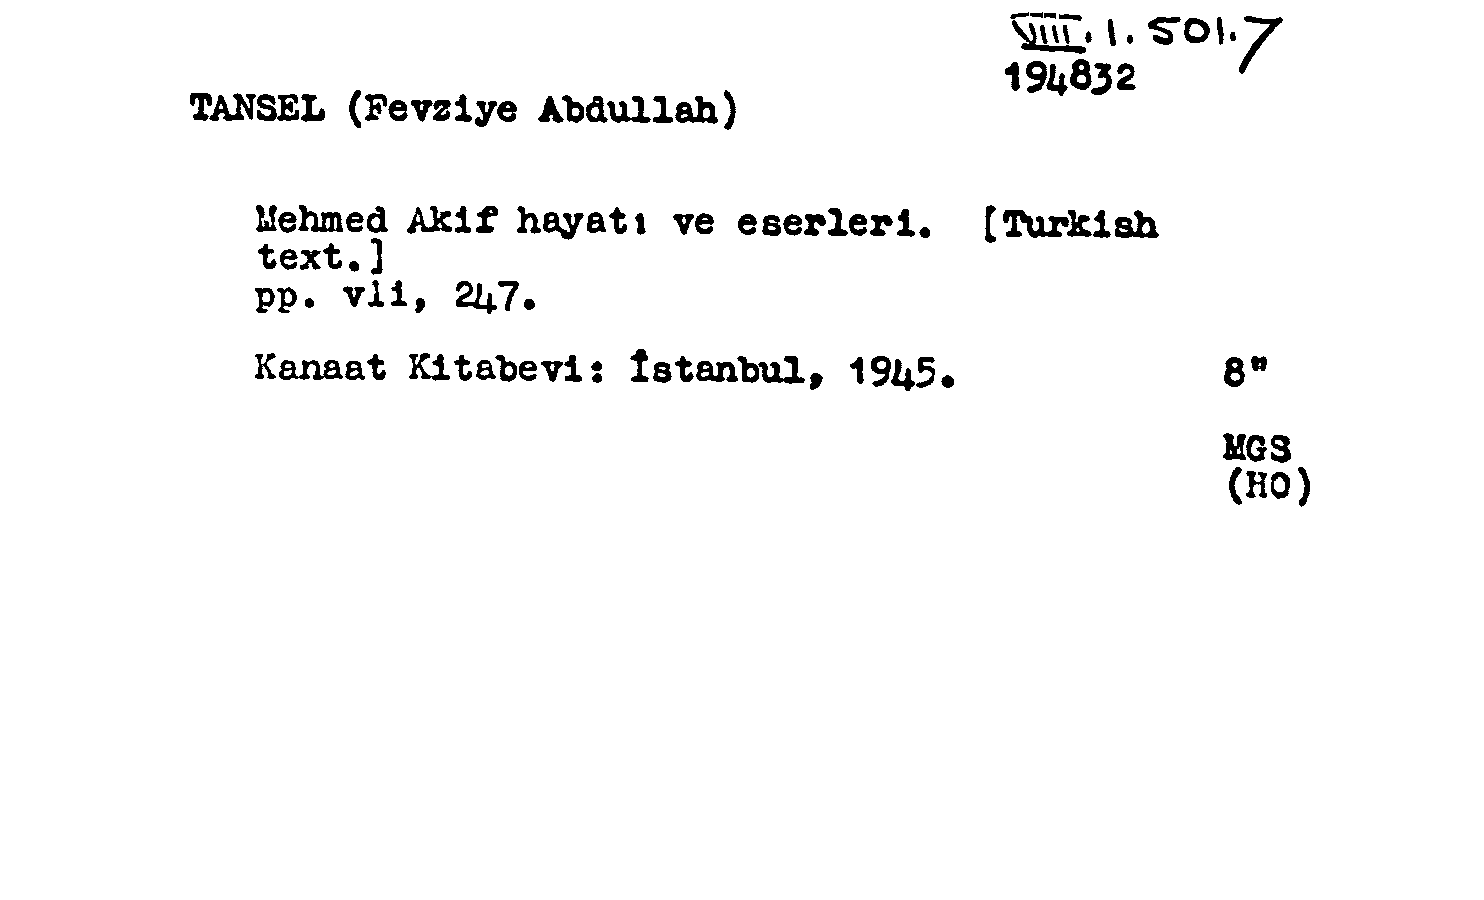 VIII.1.501.7
194832
TANSEL (Fevziye Abdullah)
Mehmed Akif hayatı ve eserleri. [Turkish
text.]
pp. vii, 247.
Kanaat Kitabevi: İstanbul, 1945. 8"
MGS
(HO)